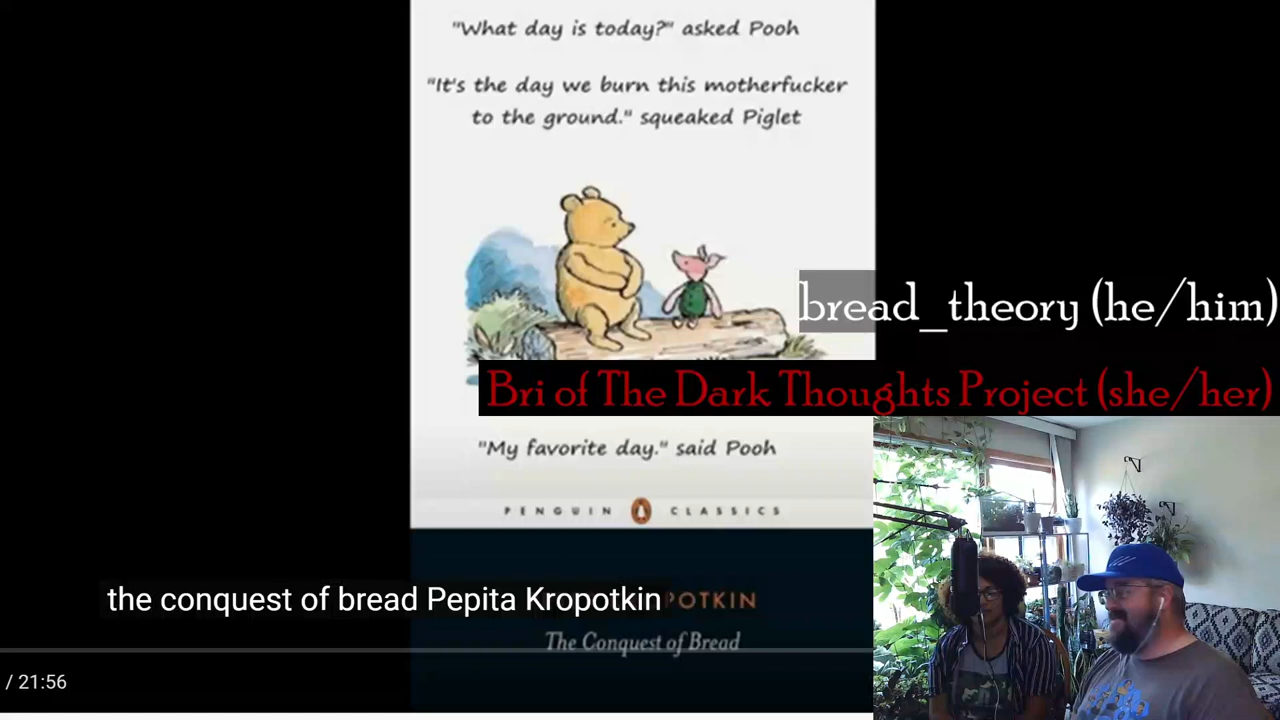 "What day is today?" asked Pooh
"It's the day we burn this motherfucker
to the ground." squeaked Piglet
bread_theory (he/him)
Bri of The Dark Thoughts Project (she/her)
"My favorite day." said Pooh
PENGUIN CLASSICS
the conquest of bread Pepita Kropotkin
POTKIN
The Conquest of Bread
/ 21:56